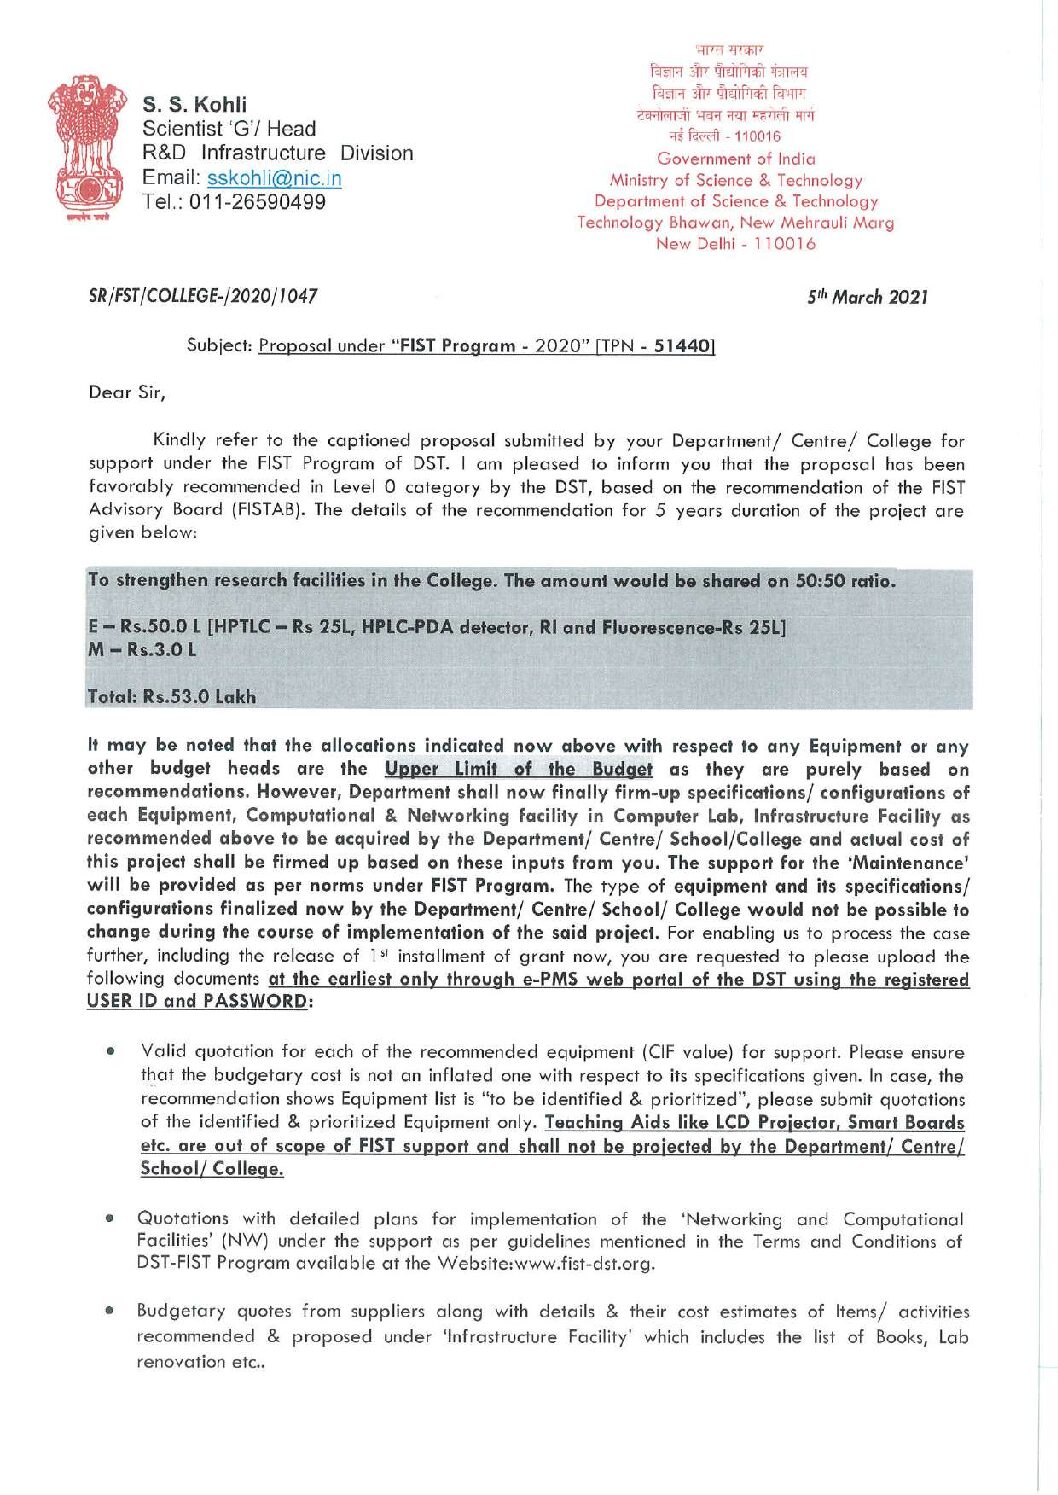 S. S. Kohli
Scientist 'G'/ Head
R&D Infrastructure Division
Email: sskohli@nic.in
Tel.: 011-26590499
भारत सरकार
विज्ञान और प्रौद्योगिकी मंत्रालय
विज्ञान और प्रौद्योगिकी विभाग
टेक्नोलाजी भवन नया महरौली मार्ग
नई दिल्ली - 110016
Government of India
Ministry of Science & Technology
Department of Science & Technology
Technology Bhawan, New Mehrauli Marg
New Delhi - 110016
SR/FST/COLLEGE-/2020/1047
5th March 2021
Subject: Proposal under "FIST Program - 2020" [TPN - 51440]
Dear Sir,
Kindly refer to the captioned proposal submitted by your Department/ Centre/ College for
support under the FIST Program of DST. I am pleased to inform you that the proposal has been
favorably recommended in Level 0 category by the DST, based on the recommendation of the FIST
Advisory Board (FISTAB). The details of the recommendation for 5 years duration of the project are
given below:
To strengthen research facilities in the College. The amount would be shared on 50:50 ratio.
E – Rs.50.0 L [HPTLC – Rs 25L, HPLC-PDA detector, RI and Fluorescence-Rs 25L]
M – Rs.3.0 L
Total: Rs.53.0 Lakh
It may be noted that the allocations indicated now above with respect to any Equipment or any
other budget heads are the Upper Limit of the Budget as they are purely based on
recommendations. However, Department shall now finally firm-up specifications/ configurations of
each Equipment, Computational & Networking facility in Computer Lab, Infrastructure Facility as
recommended above to be acquired by the Department/ Centre/ School/College and actual cost of
this project shall be firmed up based on these inputs from you. The support for the 'Maintenance'
will be provided as per norms under FIST Program. The type of equipment and its specifications/
configurations finalized now by the Department/ Centre/ School/ College would not be possible to
change during the course of implementation of the said project. For enabling us to process the case
further, including the release of 1st installment of grant now, you are requested to please upload the
following documents at the earliest only through e-PMS web portal of the DST using the registered
USER ID and PASSWORD:
• Valid quotation for each of the recommended equipment (CIF value) for support. Please ensure
that the budgetary cost is not an inflated one with respect to its specifications given. In case, the
recommendation shows Equipment list is "to be identified & prioritized", please submit quotations
of the identified & prioritized Equipment only. Teaching Aids like LCD Projector, Smart Boards
etc. are out of scope of FIST support and shall not be projected by the Department/ Centre/
School/ College.
• Quotations with detailed plans for implementation of the 'Networking and Computational
Facilities' (NW) under the support as per guidelines mentioned in the Terms and Conditions of
DST-FIST Program available at the Website:www.fist-dst.org.
• Budgetary quotes from suppliers along with details & their cost estimates of Items/ activities
recommended & proposed under 'Infrastructure Facility' which includes the list of Books, Lab
renovation etc..